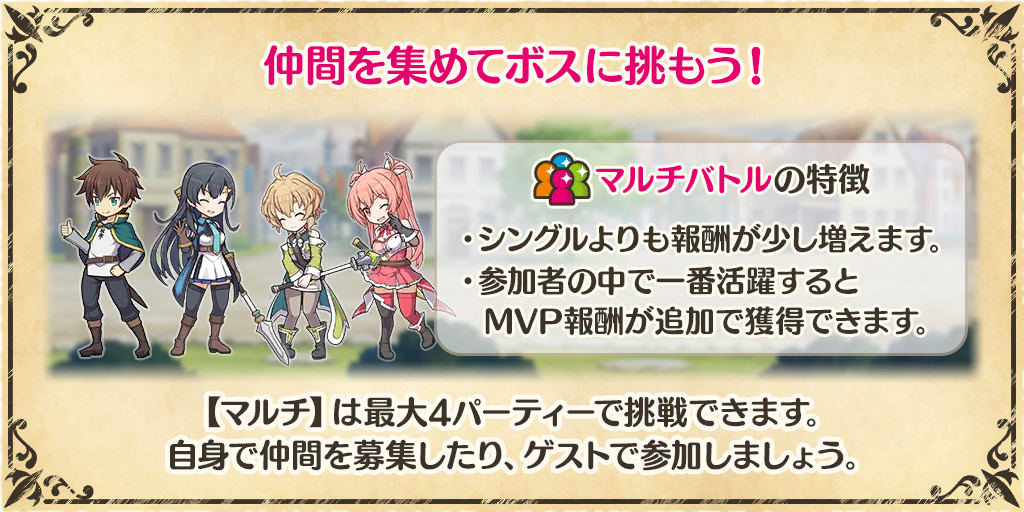 仲間を集めてボスに挑もう！
マルチバトルの特徴
・シングルよりも報酬が少し増えます。
・参加者の中で一番活躍すると
MVP報酬が追加で獲得できます。
【マルチ】は最大4パーティーで挑戦できます。
自身で仲間を募集したり、ゲストで参加しましょう。